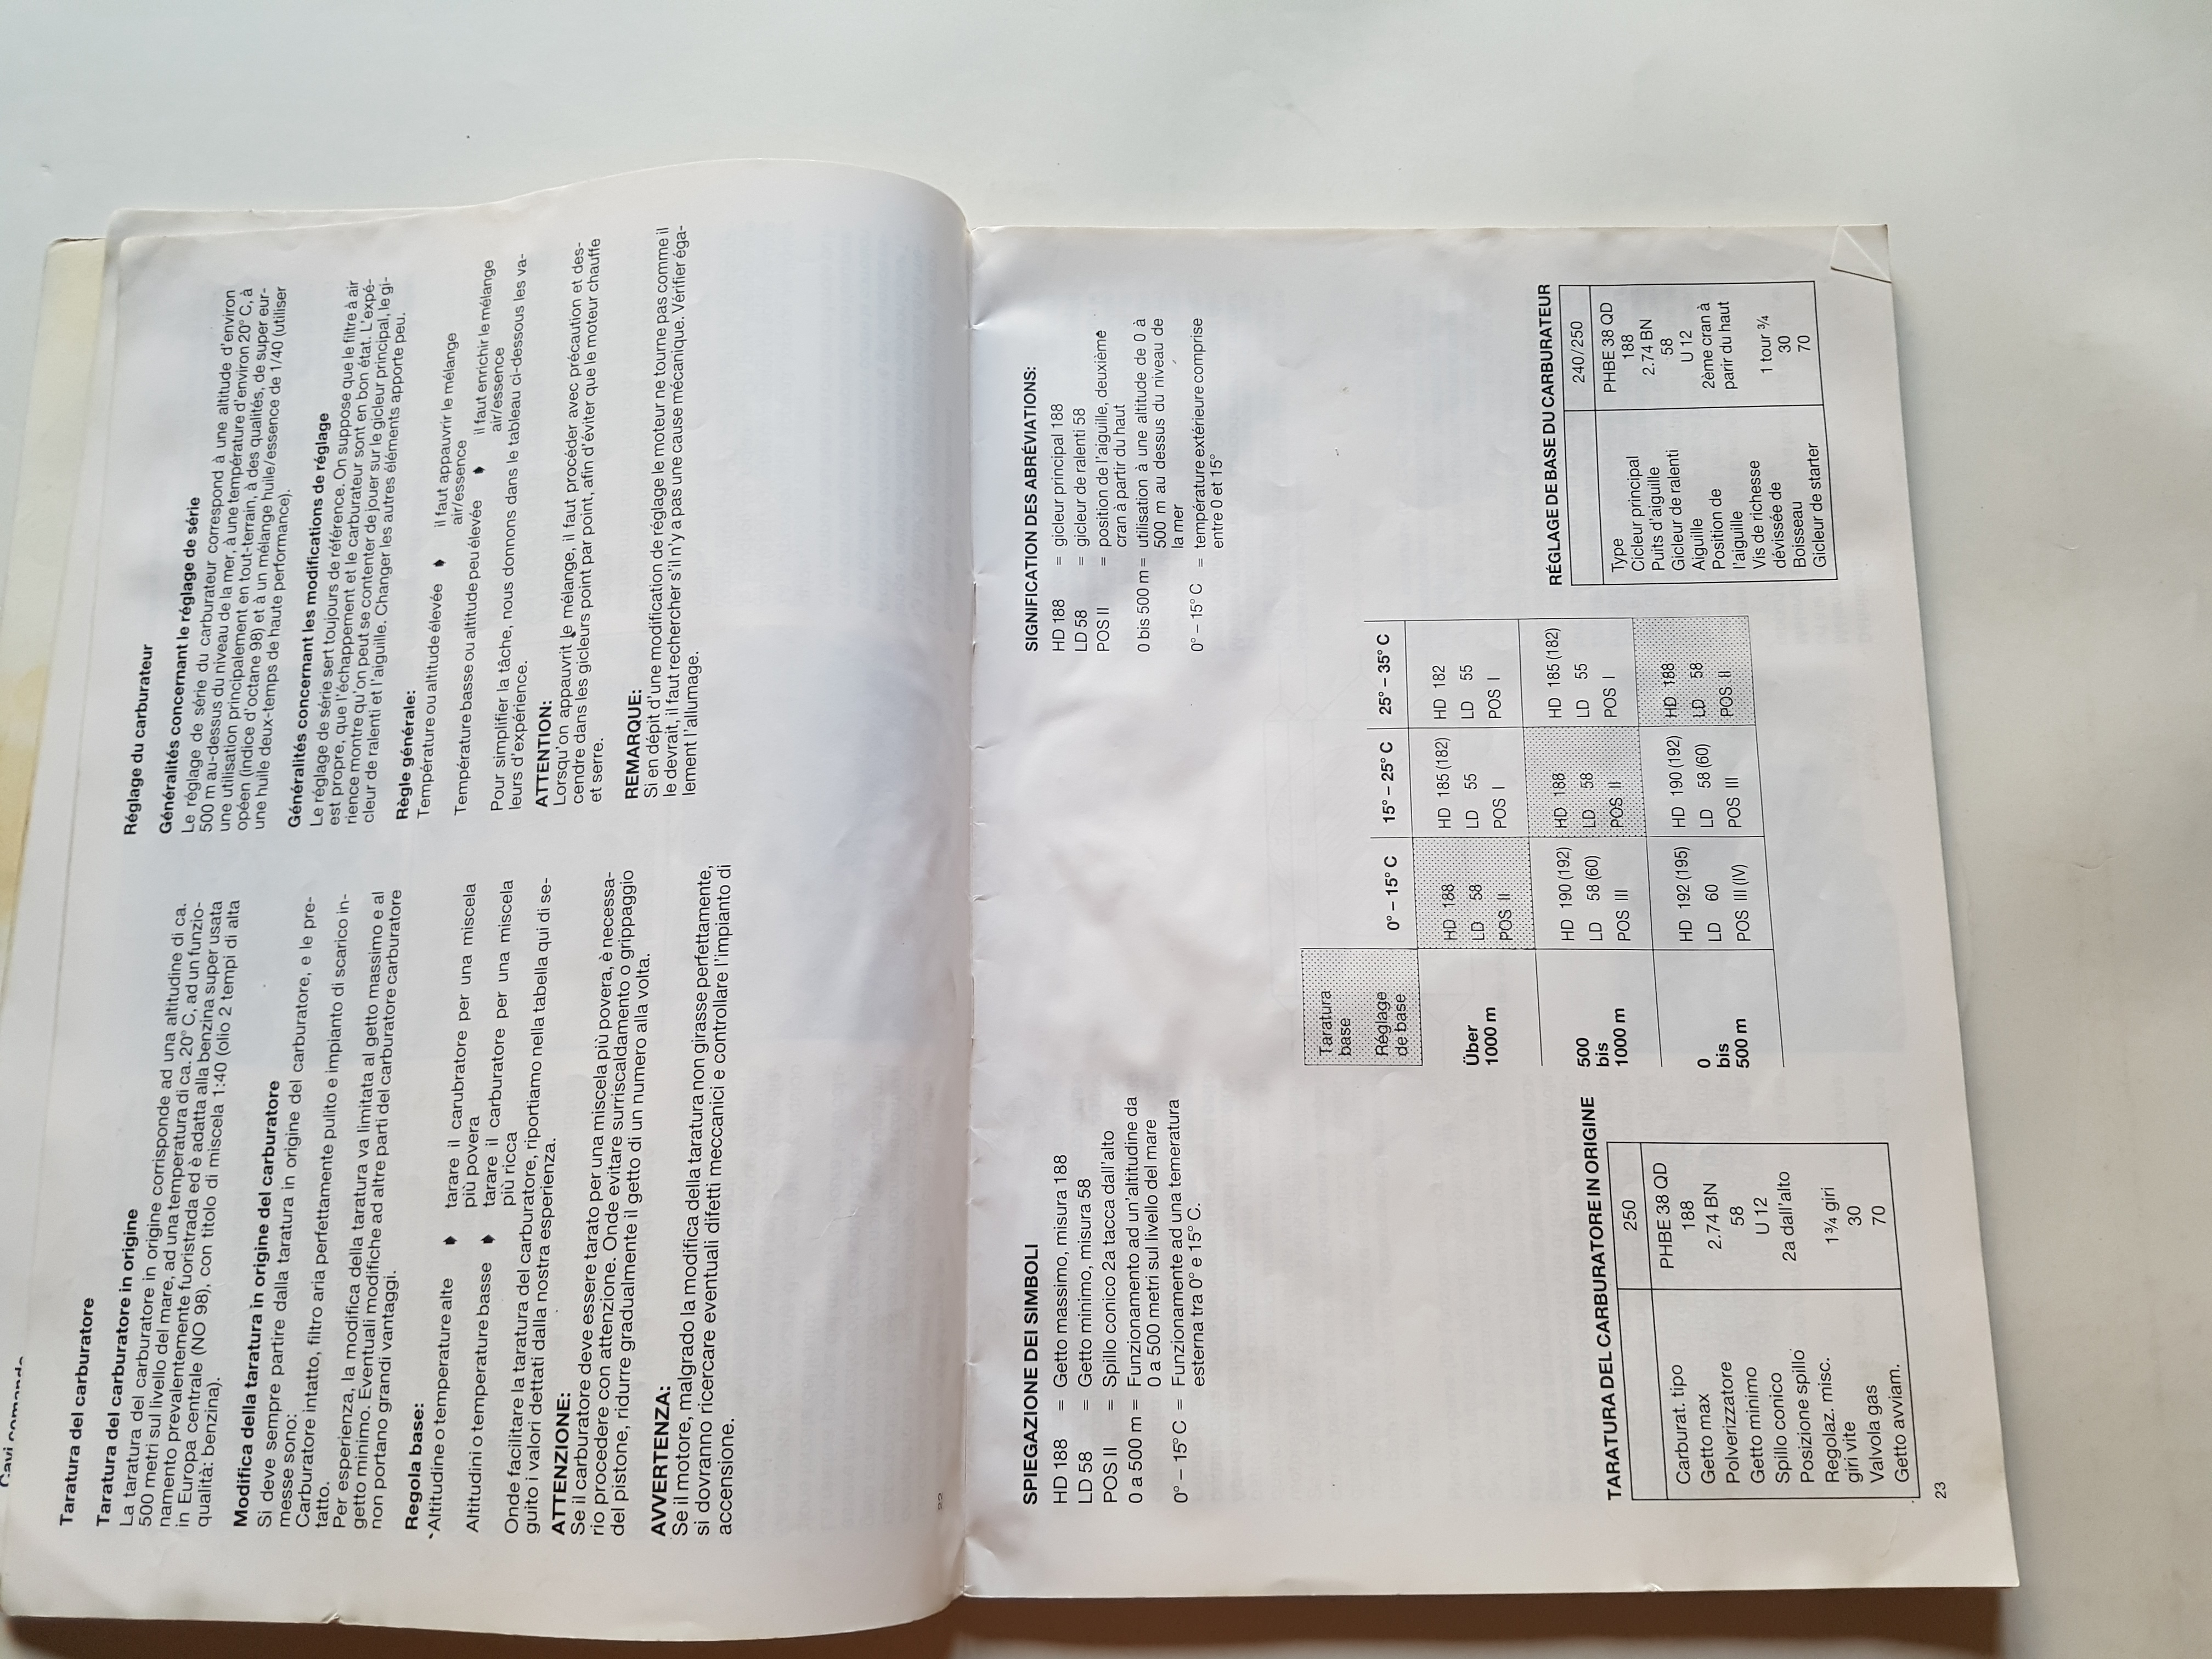 Taratura del carburatore
Taratura del carburatore in origine
La taratura del carburatore in origine corrisponde ad una altitudine di ca.
500 metri sul livello del mare, ad una temperatura di ca. 20° C, ad un funzio-
namento prevalentemente fuoristrada ed è adatta alla benzina super usata
in Europa centrale (NO 98), con titolo di miscela 1:40 (olio 2 tempi di alta
qualità: benzina).
Modifica della taratura in origine del carburatore
Si deve sempre partire dalla taratura in origine del carburatore, e le pre-
messe sono:
Carburatore intatto, filtro aria perfettamente pulito e impianto di scarico in-
tatto.
Per esperienza, la modifica della taratura va limitata al getto massimo e al
getto minimo. Eventuali modifiche ad altre parti del carburatore carburatore
non portano grandi vantaggi.
Regola base:
Altitudine o temperature alte ♦ tarare il carubratore per una miscela
più povera
Altitudini o temperature basse ♦ tarare il carburatore per una miscela
più ricca
Onde facilitare la taratura del carburatore, riportiamo nella tabella qui di se-
guito i valori dettati dalla nostra esperienza.
ATTENZIONE:
Se il carburatore deve essere tarato per una miscela più povera, è necessa-
rio procedere con attenzione. Onde evitare surriscaldamento o grippaggio
del pistone, ridurre gradualmente il getto di un numero alla volta.
AVVERTENZA:
Se il motore, malgrado la modifica della taratura non girasse perfettamente,
si dovranno ricercare eventuali difetti meccanici e controllare l'impianto di
accensione.
22
Réglage du carburateur
Généralités concernant le réglage de série
Le réglage de série du carburateur correspond à une altitude d'environ
500 m au-dessus du niveau de la mer, à une température d'environ 20° C, à
une utilisation principalement en tout-terrain, à des qualités, de super eur-
opéen (indice d'octane 98) et à un mélange huile/essence de 1/40 (utiliser
une huile deux-temps de haute performance).
Généralités concernant les modifications de réglage
Le réglage de série sert toujours de référence. On suppose que le filtre à air
est propre, que l'échappement et le carburateur sont en bon état. L'expé-
rience montre qu'on peut se contenter de jouer sur le gicleur principal, le gi-
cleur de ralenti et l'aiguille. Changer les autres éléments apporte peu.
Règle générale:
Température ou altitude élevée ♦ il faut appauvrir le mélange
air/essence
Température basse ou altitude peu élevée ♦ il faut enrichir le mélange
air/essence
Pour simplifier la tâche, nous donnons dans le tableau ci-dessous les va-
leurs d'expérience.
ATTENTION:
Lorsqu'on appauvrit le mélange, il faut procéder avec précaution et des-
cendre dans les gicleurs point par point, afin d'éviter que le moteur chauffe
et serre.
REMARQUE:
Si en dépit d'une modification de réglage le moteur ne tourne pas comme il
le devrait, il faut rechercher s'il n'y a pas une cause mécanique. Vérifier éga-
lement l'allumage.
SPIEGAZIONE DEI SIMBOLI
HD 188 = Getto massimo, misura 188
LD 58 = Getto minimo, misura 58
POS II = Spillo conico 2a tacca dall'alto
0 a 500 m = Funzionamento ad un'altitudine da
0 a 500 metri sul livello del mare
0° – 15° C = Funzionamente ad una temeratura
esterna tra 0° e 15° C.
SIGNIFICATION DES ABRÉVIATIONS:
HD 188 = gicleur principal 188
LD 58 = gicleur de ralenti 58
POS II = position de l'aiguille, deuxième
cran à partir du haut
0 bis 500 m = utilisation à une altitude de 0 à
500 m au dessus du niveau de
la mer
0° – 15° C = température extérieure comprise
entre 0 et 15°
Taratura
base
Réglage
de base
0° – 15° C 15° – 25° C 25° – 35° C
Über
1000 m
HD 188 HD 185 (182) HD 182
LD 58 LD 55 LD 55
POS II POS I POS I
500
bis
1000 m
HD 190 (192) HD 188 HD 185 (182)
LD 58 (60) LD 58 LD 55
POS III POS II POS I
0
bis
500 m
HD 192 (195) HD 190 (192) HD 188
LD 60 LD 58 (60) LD 58
POS III (IV) POS III POS II
TARATURA DEL CARBURATORE IN ORIGINE
250
Carburat. tipo PHBE 38 QD
Getto max 188
Polverizzatore 2.74 BN
Getto minimo 58
Spillo conico U 12
Posizione spillo 2a dall'alto
Regolaz. misc.
giri vite 1¾ giri
Valvola gas 30
Getto avviam. 70
23
RÉGLAGE DE BASE DU CARBURATEUR
240/250
Type PHBE 38 QD
Cicleur principal 188
Puits d'aiguille 2.74 BN
Gicleur de ralenti 58
Aiguille U 12
Position de 2ème cran à
l'aiguille parir du haut
Vis de richesse
dévissée de 1 tour ¾
Boisseau 30
Gicleur de starter 70